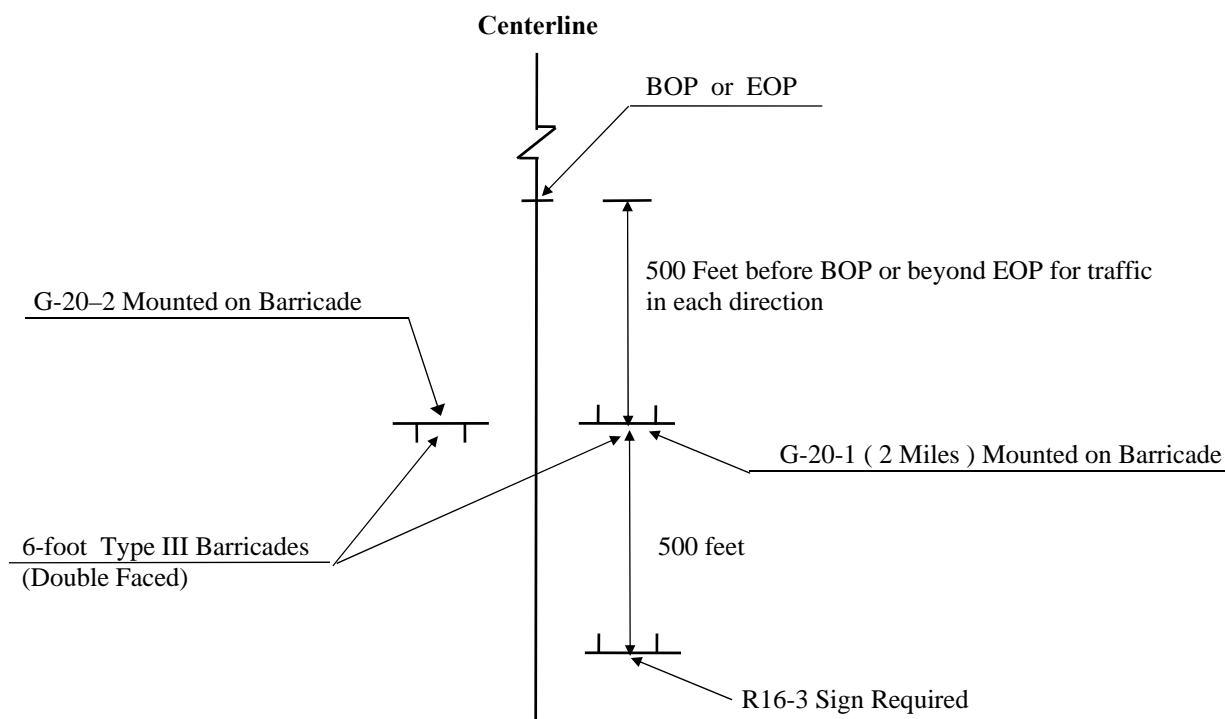 Centerline
BOP or EOP
500 Feet before BOP or beyond EOP for traffic
in each direction
G-20–2 Mounted on Barricade
G-20-1 ( 2 Miles ) Mounted on Barricade
6-foot Type III Barricades
(Double Faced)
500 feet
R16-3 Sign Required